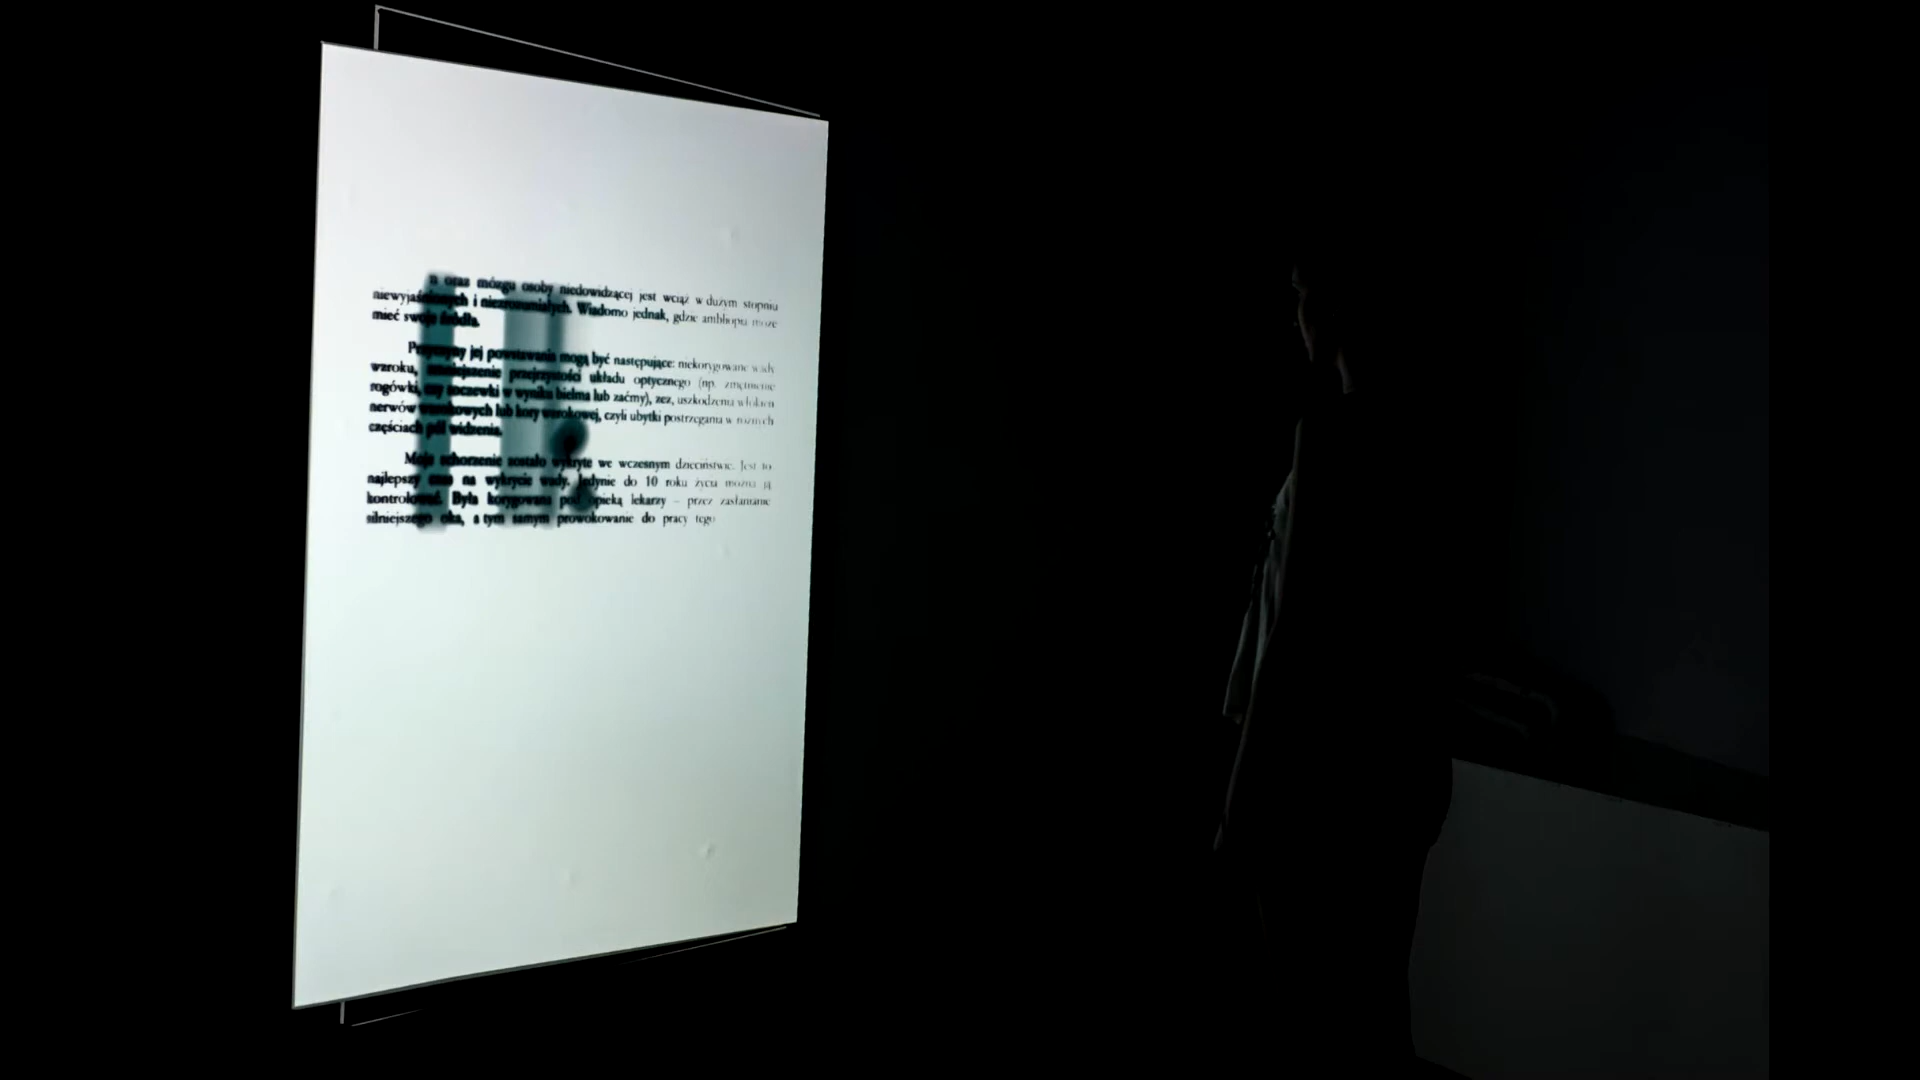 n oraz mózgu osoby niedowidzącej jest wciąż w dużym stopniu
niewyjaśnionych i niezrozumiałych. Wiadomo jednak, gdzie ambliopia może
mieć swoje źródła.
Przyczyny jej powstawania mogą być następujące: niekorygowane wady
wzroku, zmniejszenie przejrzystości układu optycznego (np. zmętnienie
rogówki, czy soczewki w wyniku bielma lub zaćmy), zez, uszkodzenia włókien
nerwów wzrokowych lub kory wzrokowej, czyli ubytki postrzegania w różnych
częściach pól widzenia.
Moje schorzenie zostało wykryte we wczesnym dzieciństwie. Jest to
najlepszy czas na wykrycie wady. Jedynie do 10 roku życia można ją
kontrolować. Była korygowana pod opieką lekarzy – przez zasłanianie
silniejszego oka, a tym samym prowokowanie do pracy tego